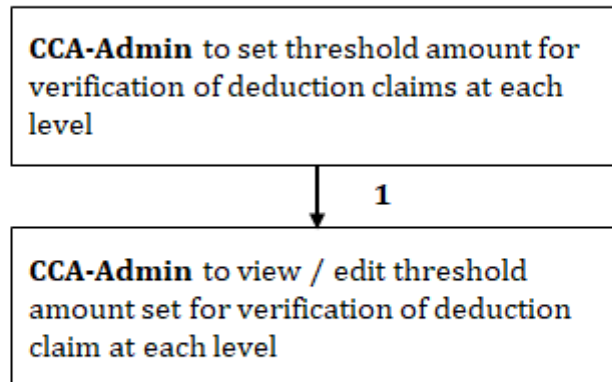 CCA-Admin to set threshold amount for
verification of deduction claims at each
level
1
CCA-Admin to view / edit threshold
amount set for verification of deduction
claim at each level